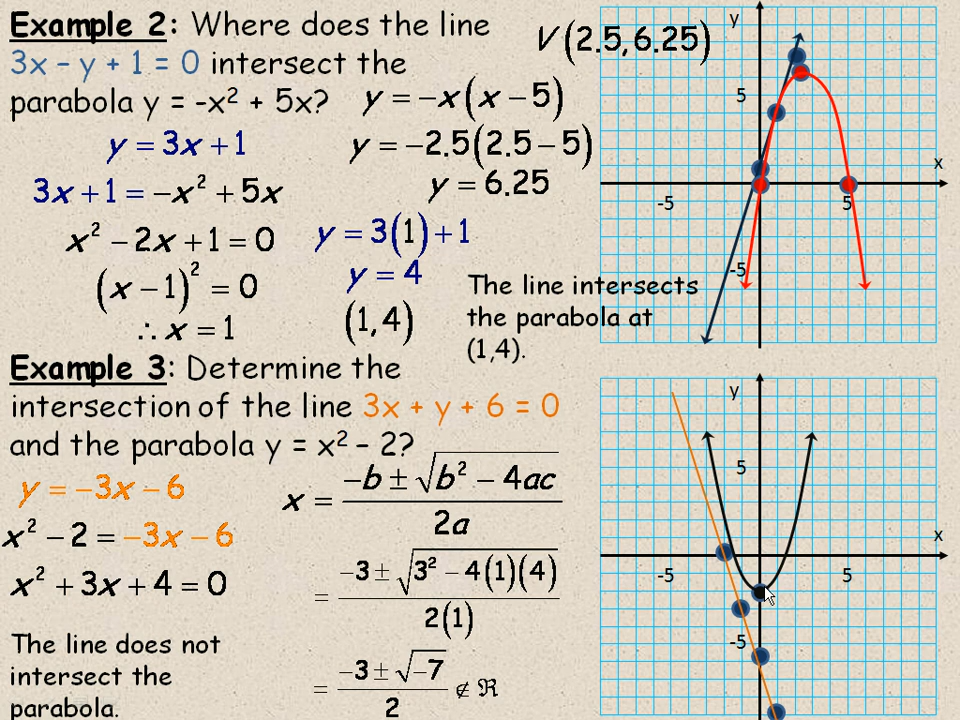 Example 2: Where does the line
3x – y + 1 = 0 intersect the
parabola y = -x² + 5x?
y = 3x + 1
3x + 1 = -x² + 5x
x² - 2x + 1 = 0
(x - 1)² = 0
∴ x = 1
V(2.5, 6.25)
y = -x(x - 5)
y = -2.5(2.5 - 5)
y = 6.25
y = 3(1) + 1
y = 4
(1, 4)
The line intersects
the parabola at
(1,4).
y
5
x
-5
5
-5
Example 3: Determine the
intersection of the line 3x + y + 6 = 0
and the parabola y = x² – 2?
y = -3x - 6
x² - 2 = -3x - 6
x² + 3x + 4 = 0
The line does not
intersect the
parabola.
x = (-b ± √(b² - 4ac)) / 2a
= (-3 ± √(3² - 4(1)(4))) / 2(1)
= (-3 ± √-7) / 2 ∉ ℜ
y
5
x
-5
5
-5